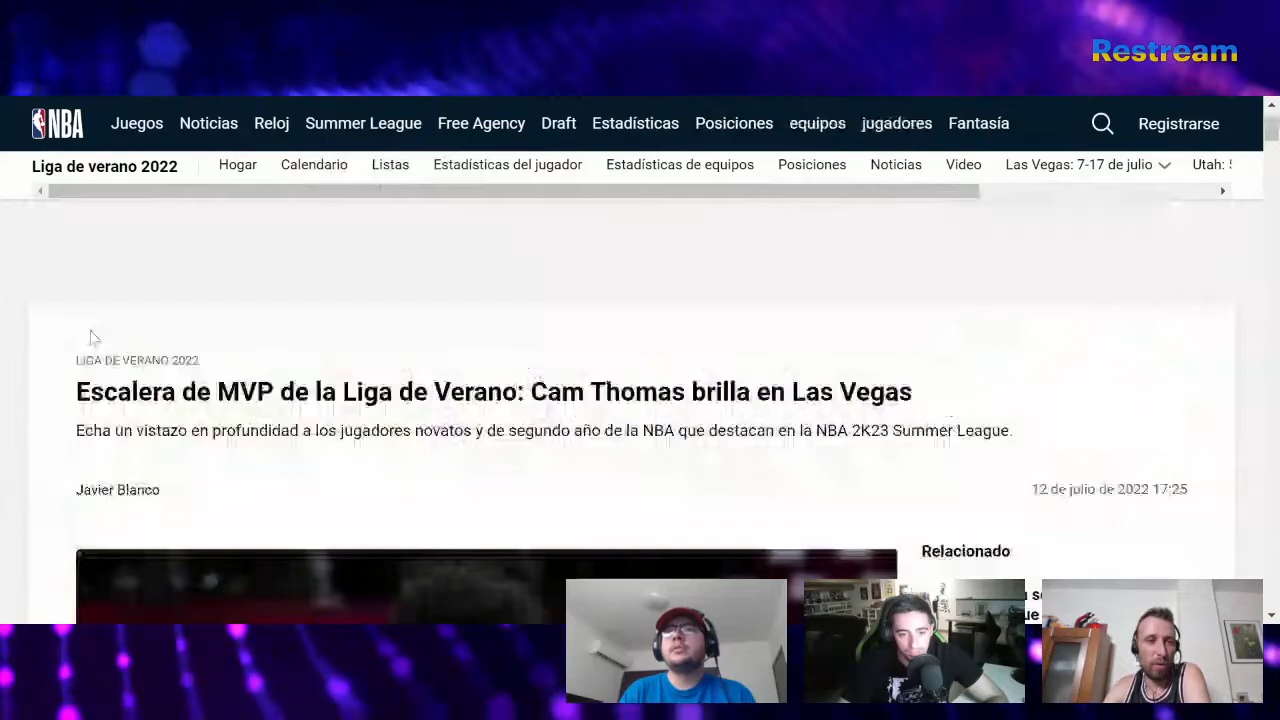 Restream
NBA Juegos Noticias Reloj Summer League Free Agency Draft Estadísticas Posiciones equipos jugadores Fantasía Registrarse
Liga de verano 2022 Hogar Calendario Listas Estadísticas del jugador Estadísticas de equipos Posiciones Noticias Video Las Vegas: 7-17 de julio Utah:
LIGA DE VERANO 2022
Escalera de MVP de la Liga de Verano: Cam Thomas brilla en Las Vegas
Echa un vistazo en profundidad a los jugadores novatos y de segundo año de la NBA que destacan en la NBA 2K23 Summer League.
Javier Blanco 12 de julio de 2022 17:25
Relacionado